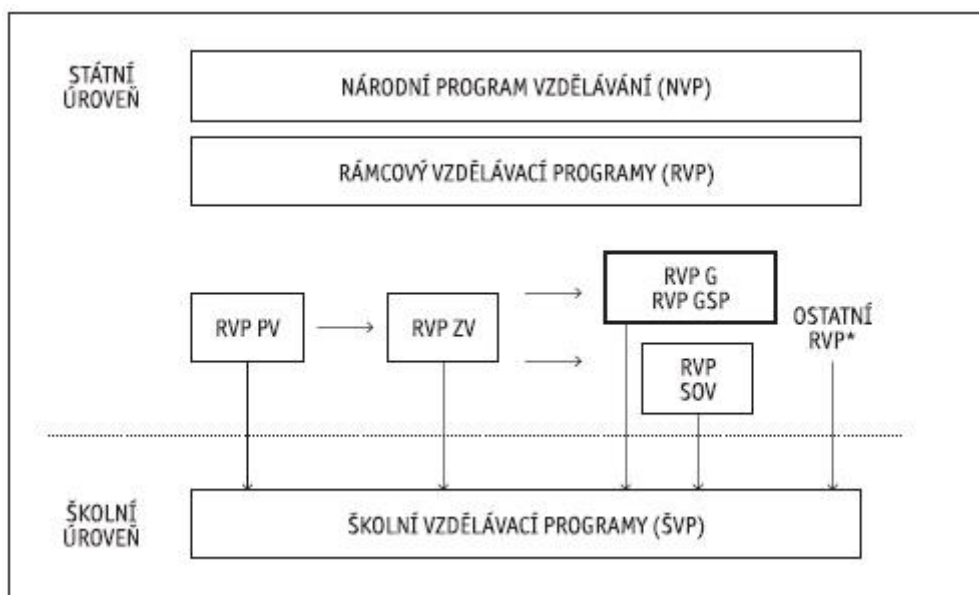 STÁTNÍ
ÚROVEŇ
NÁRODNÍ PROGRAM VZDĚLÁVÁNÍ (NVP)
RÁMCOVÝ VZDĚLÁVACÍ PROGRAMY (RVP)
RVP PV
RVP ZV
RVP G
RVP GSP
RVP
SOV
OSTATNÍ
RVP*
ŠKOLNÍ
ÚROVEŇ
ŠKOLNÍ VZDĚLÁVACÍ PROGRAMY (ŠVP)